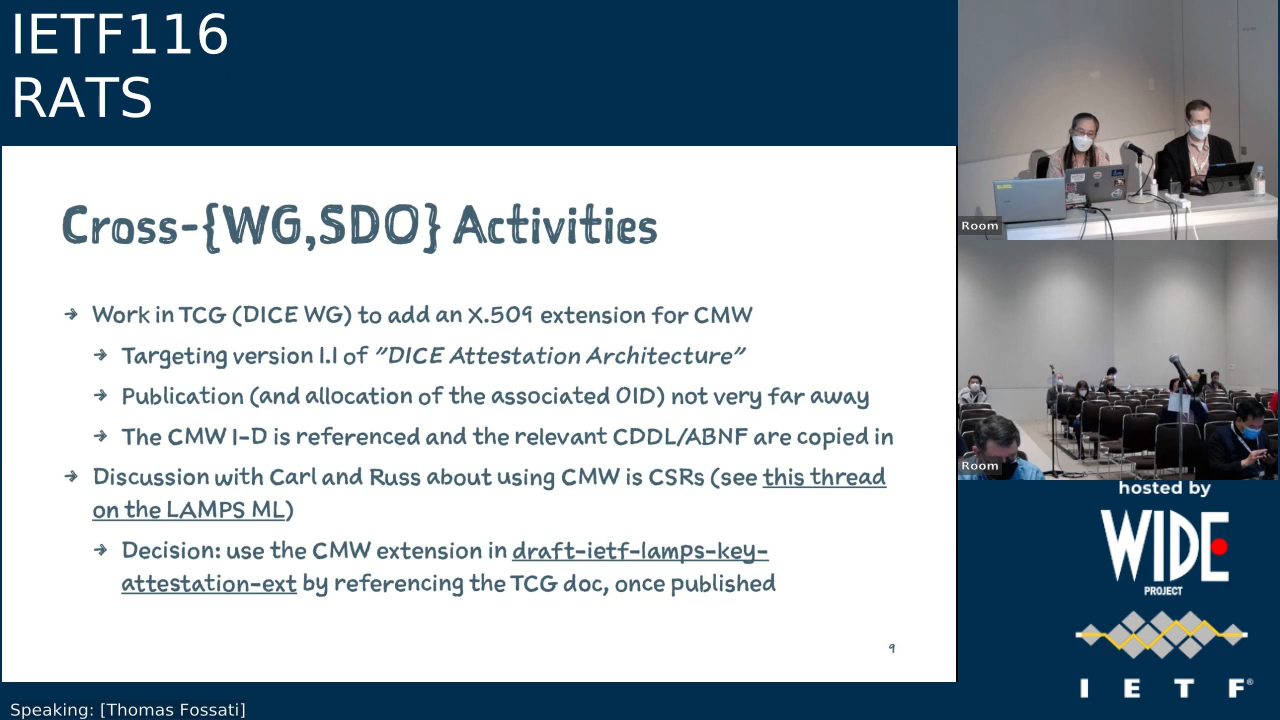 IETF116
RATS
Cross-{WG,SDO} Activities
→ Work in TCG (DICE WG) to add an X.509 extension for CMW
→ Targeting version 1.1 of "DICE Attestation Architecture"
→ Publication (and allocation of the associated OID) not very far away
→ The CMW I-D is referenced and the relevant CDDL/ABNF are copied in
→ Discussion with Carl and Russ about using CMW is CSRs (see this thread
on the LAMPS ML)
→ Decision: use the CMW extension in draft-ietf-lamps-key-
attestation-ext by referencing the TCG doc, once published
9
Speaking: [Thomas Fossati]
Room
Room
hosted by
WIDE
PROJECT
I E T F®